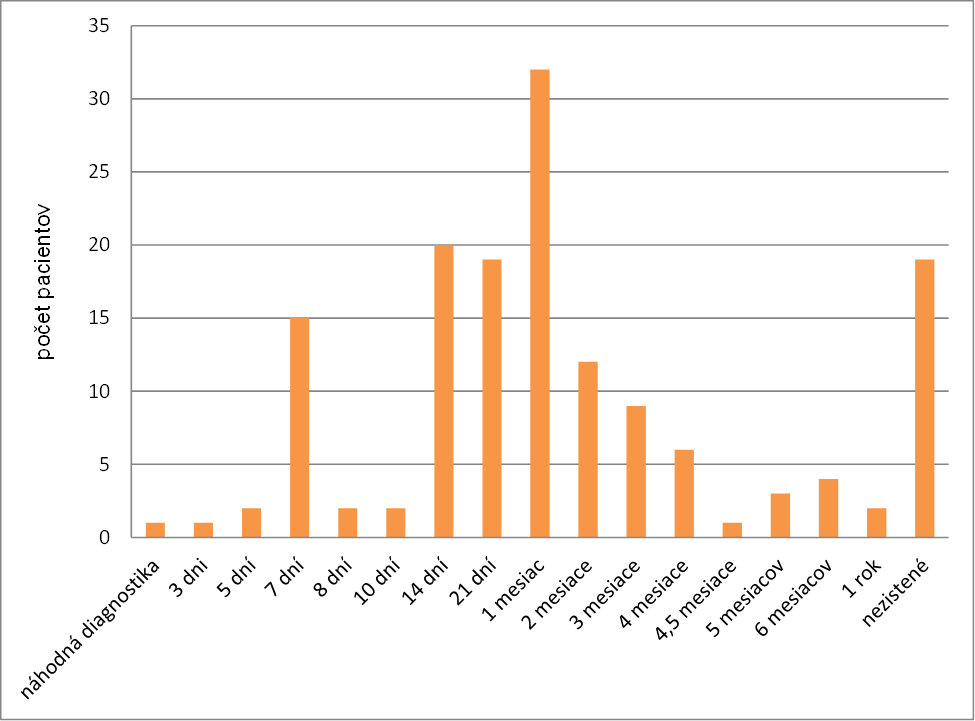 35
30
25
20
15
10
5
0
počet pacientov
náhodná diagnostika
3 dni
5 dní
7 dní
8 dní
10 dní
14 dní
21 dní
1 mesiac
2 mesiace
3 mesiace
4 mesiace
4,5 mesiace
5 mesiacov
6 mesiacov
1 rok
nezistené